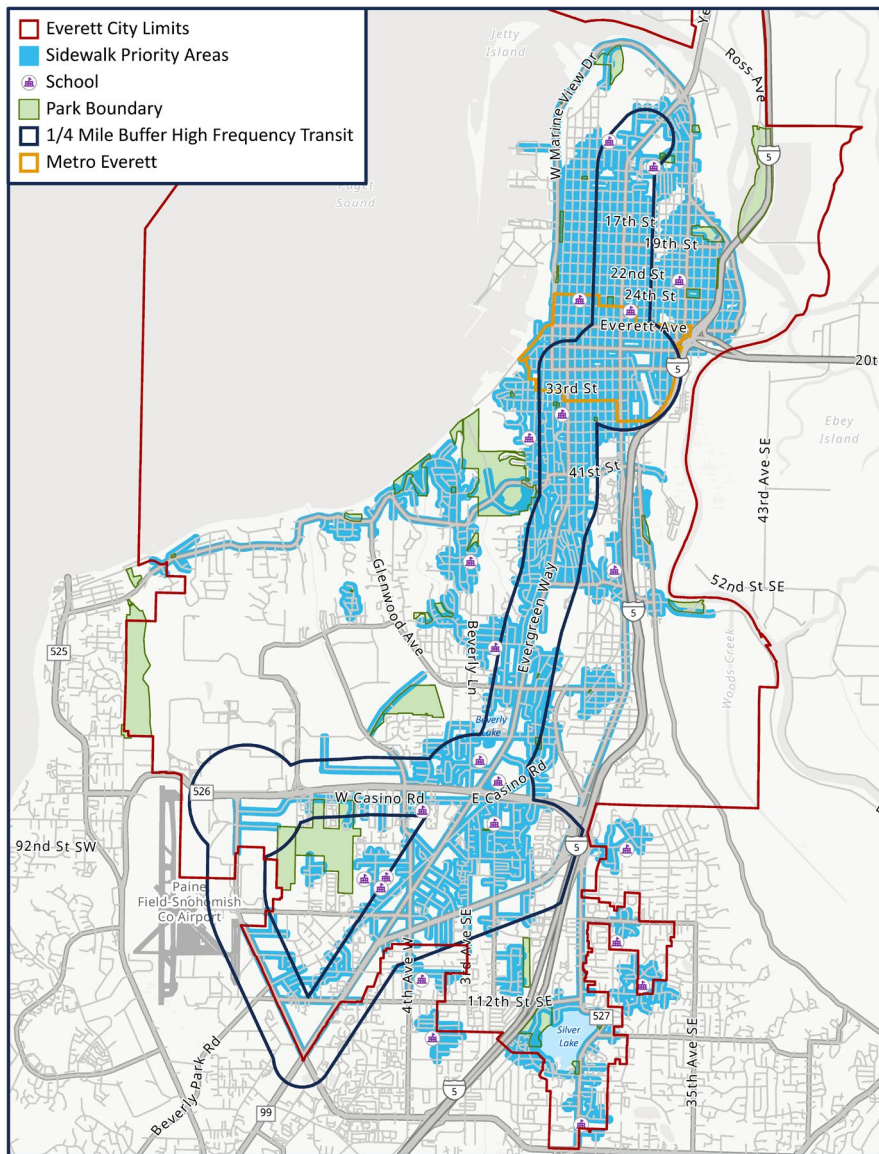 Everett City Limits
Sidewalk Priority Areas
School
Park Boundary
1/4 Mile Buffer High Frequency Transit
Metro Everett
Jetty
Island
Ross Ave
W Marine View Dr
5
Sound
17th St
19th St
22nd St
24th St
Everett Ave
5
20t
33rd St
Ebey
Island
41st St
43rd Ave SE
Glenwood Ave
52nd St SE
5
525
Beverly Ln
Evergreen Way
Woods Creek
Beverly
Lake
526
W Casino Rd
E Casino Rd
92nd St SW
5
Paine
Field-Snohomish
Co Airport
4th Ave W
3rd Ave SE
112th St SE
527
Silver
Lake
35th Ave SE
Beverly Park Rd
5
99